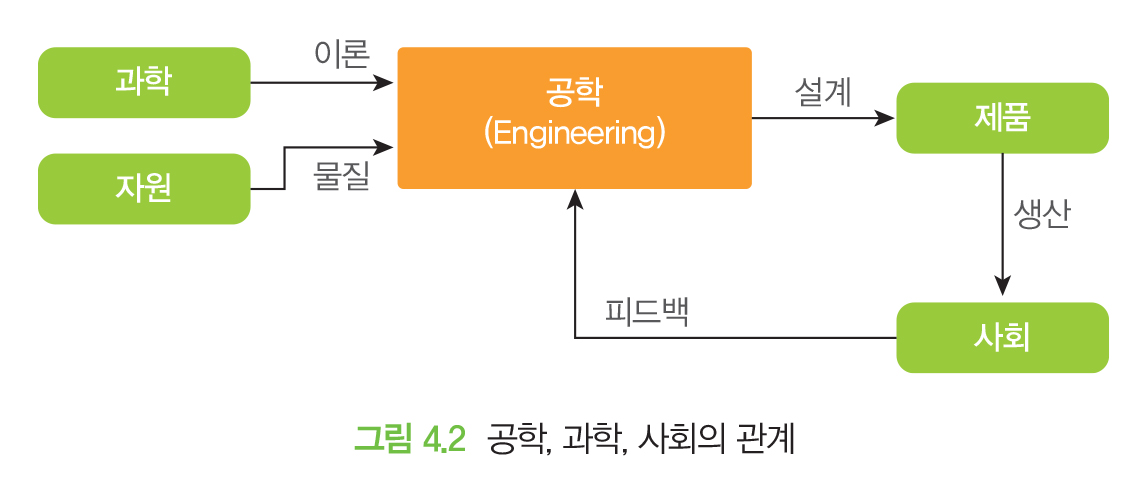 과학
이론
공학
(Engineering)
설계
제품
자원
물질
생산
피드백
사회
그림 4.2 공학, 과학, 사회의 관계